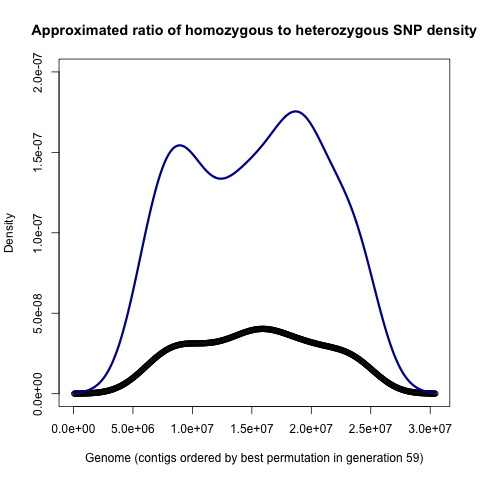 Approximated ratio of homozygous to heterozygous SNP density
2.0e-07
1.5e-07
1.0e-07
5.0e-08
0.0e+00
Density
0.0e+00 5.0e+06 1.0e+07 1.5e+07 2.0e+07 2.5e+07 3.0e+07
Genome (contigs ordered by best permutation in generation 59)